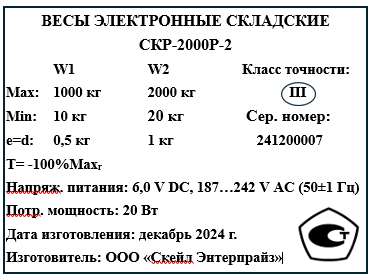 ВЕСЫ ЭЛЕКТРОННЫЕ СКЛАДСКИЕ
СКР-2000Р-2
W1 W2 Класс точности:
Max: 1000 кг 2000 кг III
Min: 10 кг 20 кг Сер. номер:
e=d: 0,5 кг 1 кг 241200007
T= -100%Maxr
Напряж. питания: 6,0 V DC, 187…242 V AC (50±1 Гц)
Потр. мощность: 20 Вт
Дата изготовления: декабрь 2024 г.
Изготовитель: ООО «Скейл Энтерпрайз»